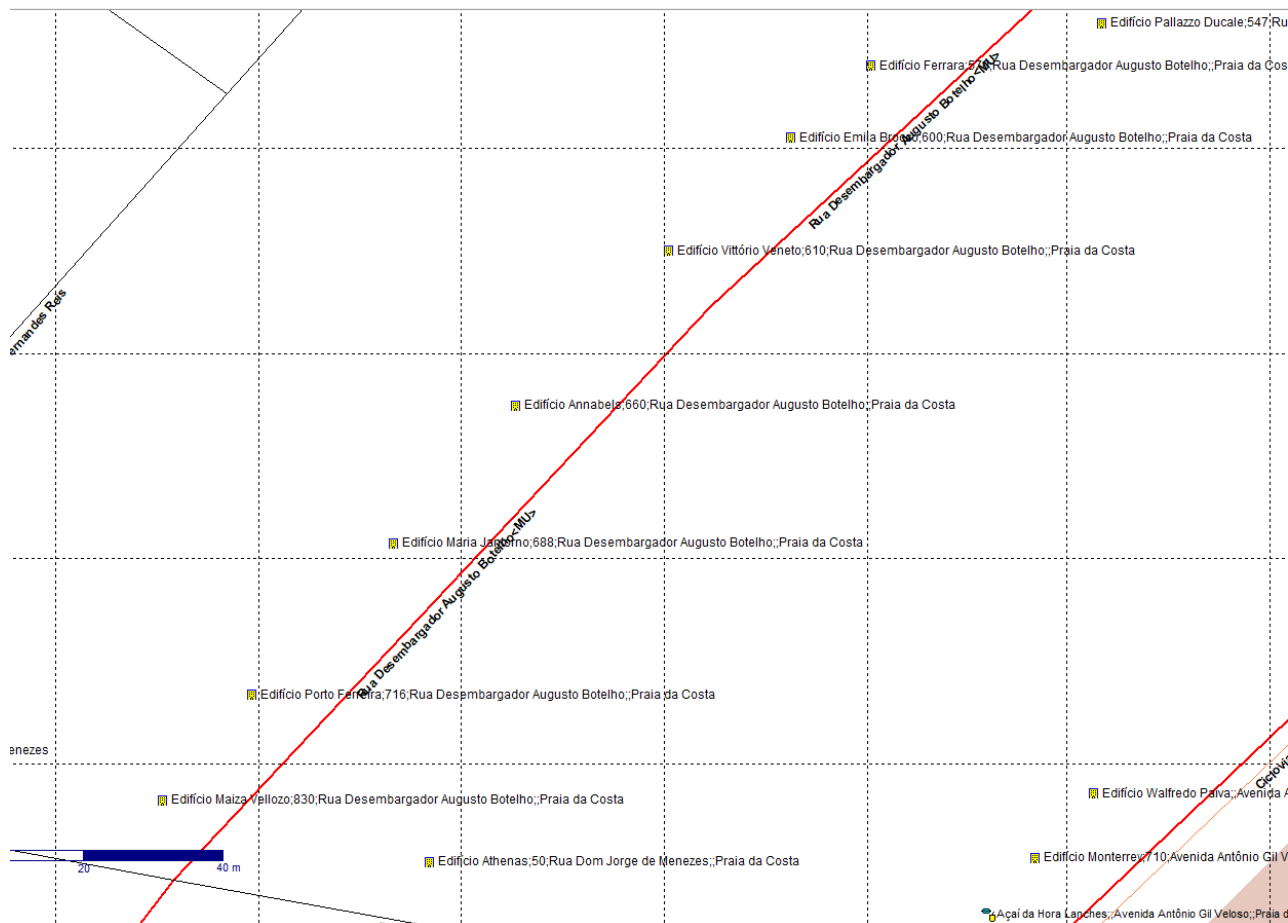 Edifício Pallazzo Ducale;547;Ru
Edifício Ferrara; Rua Desembargador Augusto Botelho;;Praia da Cos
Rua Desembargador Augusto Botelho<MU>
Edifício Emila 600;Rua Desembargador Augusto Botelho;;Praia da Costa
Edifício Vittório Veneto;610;Rua Desembargador Augusto Botelho;;Praia da Costa
ernandes Reis
Edifício Annabels;660;Rua Desembargador Augusto Botelho;;Praia da Costa
Edifício Maria 688;Rua Desembargador Augusto Botelho;;Praia da Costa
Rua Desembargador Augusto Botelho<MU>
Edifício Porto Ferreira;716;Rua Desembargador Augusto Botelho;;Praia da Costa
enezes
Ciclovia
Edifício Walfredo Paiva;;Avenida A
Edifício Maiza Vellozo;830;Rua Desembargador Augusto Botelho;;Praia da Costa
Edifício Monterrey;710;Avenida Antônio Gil V
Edifício Athenas;50;Rua Dom Jorge de Menezes;;Praia da Costa
20
40 m
Açaí da Hora Lanches;;Avenida Antônio Gil Veloso;;Praia